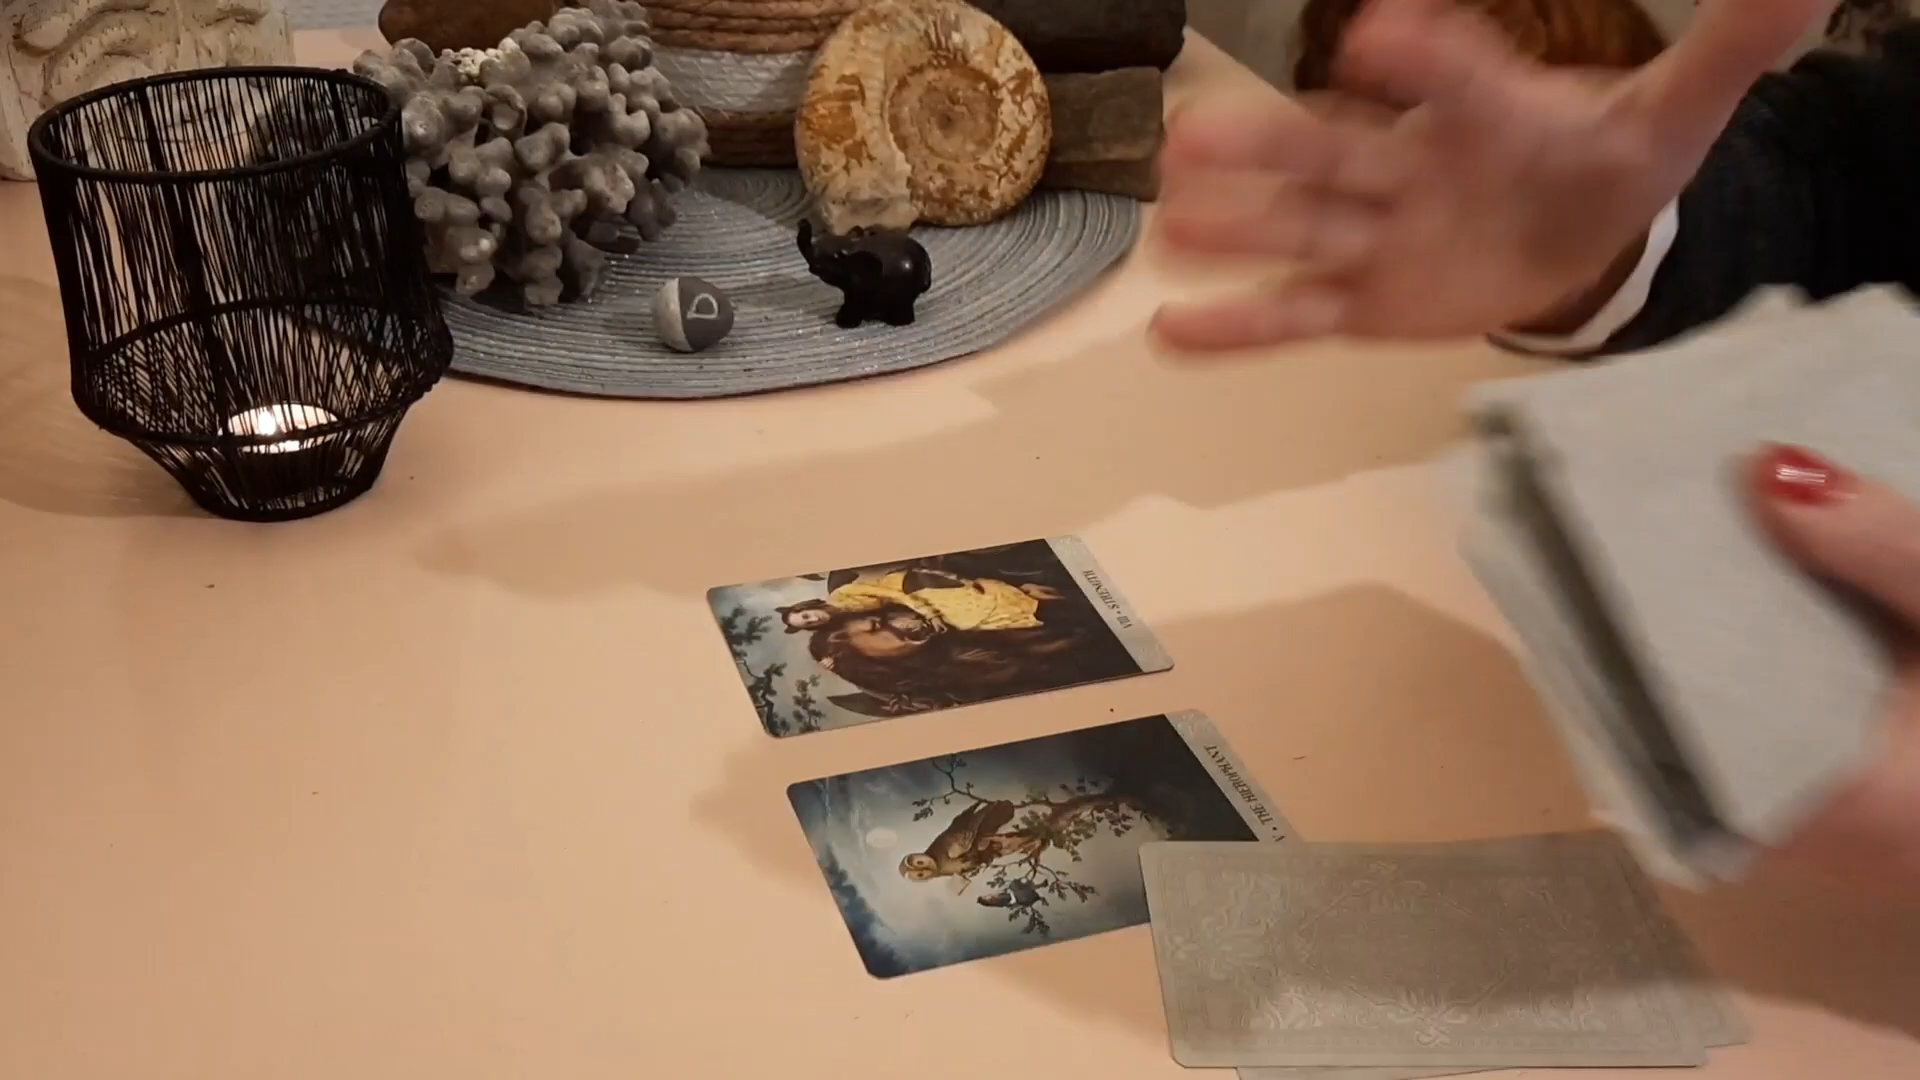 VIII • STRENGTH
V • THE HIEROPHANT
D